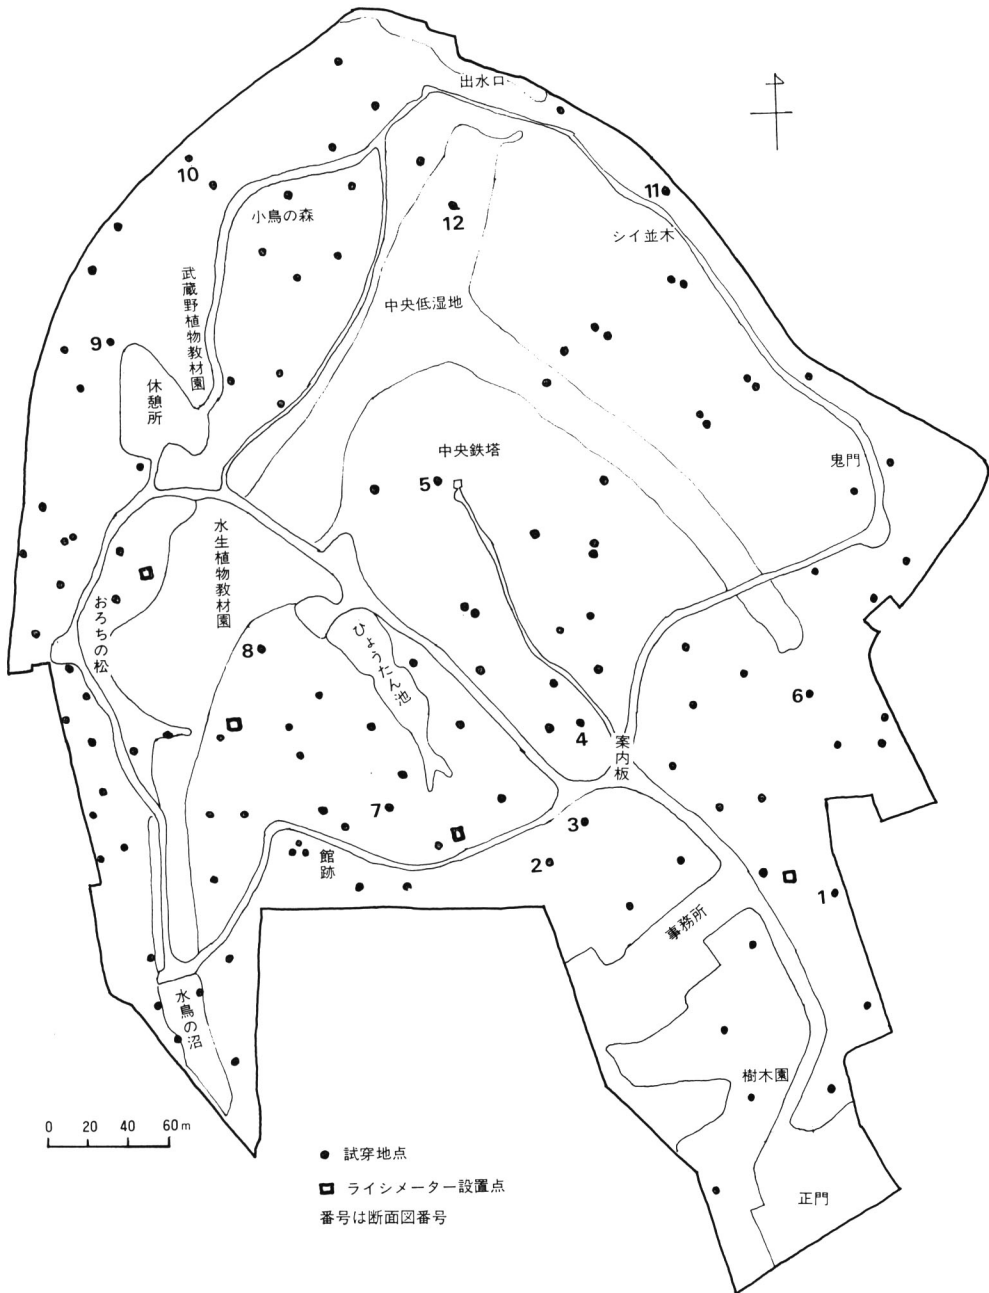 出水口
10
11
小鳥の森
12
シイ並木
武蔵野植物教材園
中央低湿地
9
休憩所
中央鉄塔
鬼門
5
水生植物教材園
おろちの松
ひょうたん池
8
6
4
案内板
7
3
館跡
2
1
事務所
水鳥の沼
樹木園
0 20 40 60m
● 試穿地点
ライシメーター設置点
正門
番号は断面図番号